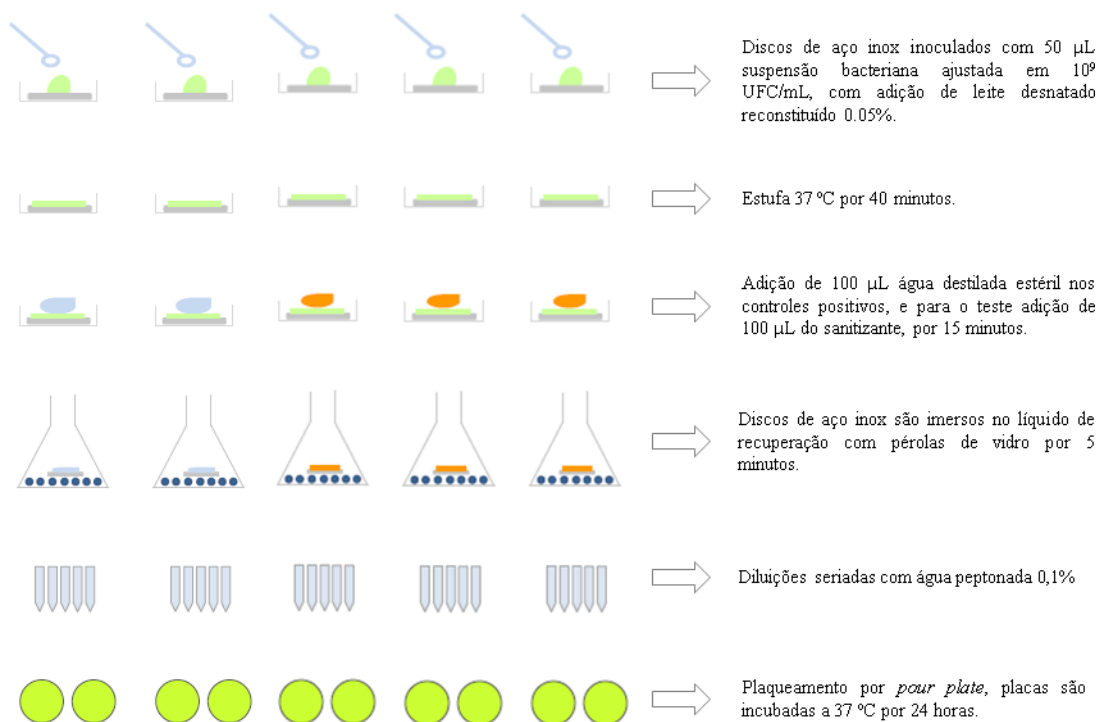 Discos de aço inox inoculados com 50 μL
suspensão bacteriana ajustada em 10⁹
UFC/mL, com adição de leite desnatado
reconstituído 0.05%.
Estufa 37 ºC por 40 minutos.
Adição de 100 μL água destilada estéril nos
controles positivos, e para o teste adição de
100 μL do sanitizante, por 15 minutos.
Discos de aço inox são imersos no líquido de
recuperação com pérolas de vidro por 5
minutos.
Diluições seriadas com água peptonada 0,1%
Plaqueamento por pour plate, placas são
incubadas a 37 ºC por 24 horas.